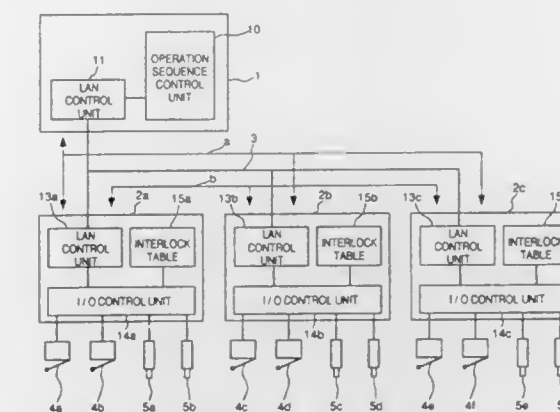 10
OPERATION
SEQUENCE
CONTROL
UNIT
11
LAN
CONTROL
UNIT
1
a
3
b
13a
2a
15a
LAN
CONTROL
UNIT
INTERLOCK
TABLE
I/O CONTROL UNIT
14a
4a
4b
5a
5b
13b
2b
15b
LAN
CONTROL
UNIT
INTERLOCK
TABLE
I/O CONTROL UNIT
14b
4c
4d
5c
5d
13c
2c
LAN
CONTROL
UNIT
INTERLOCK
TABLE
I/O CONTROL UNIT
14c
4e
4f
5e